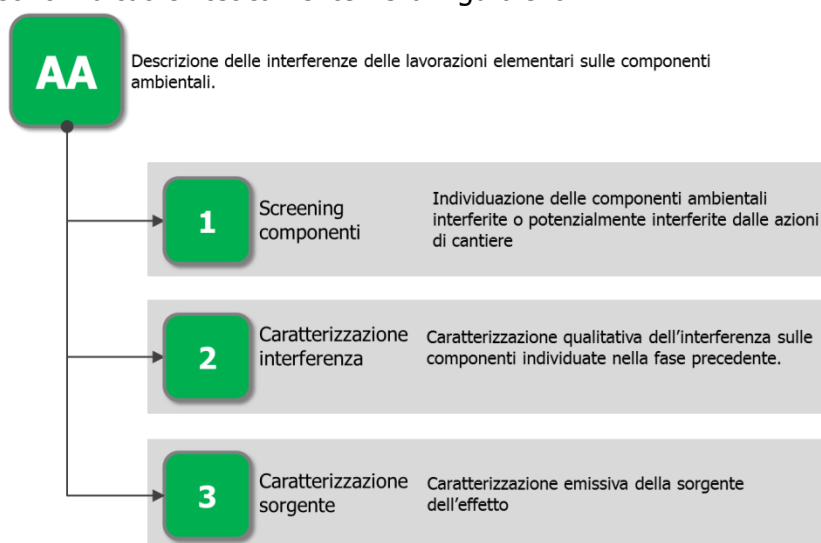 AA
Descrizione delle interferenze delle lavorazioni elementari sulle componenti
ambientali.
1
Screening
componenti
Individuazione delle componenti ambientali
interferite o potenzialmente interferite dalle azioni
di cantiere
2
Caratterizzazione
interferenza
Caratterizzazione qualitativa dell'interferenza sulle
componenti individuate nella fase precedente.
3
Caratterizzazione
sorgente
Caratterizzazione emissiva della sorgente
dell'effetto